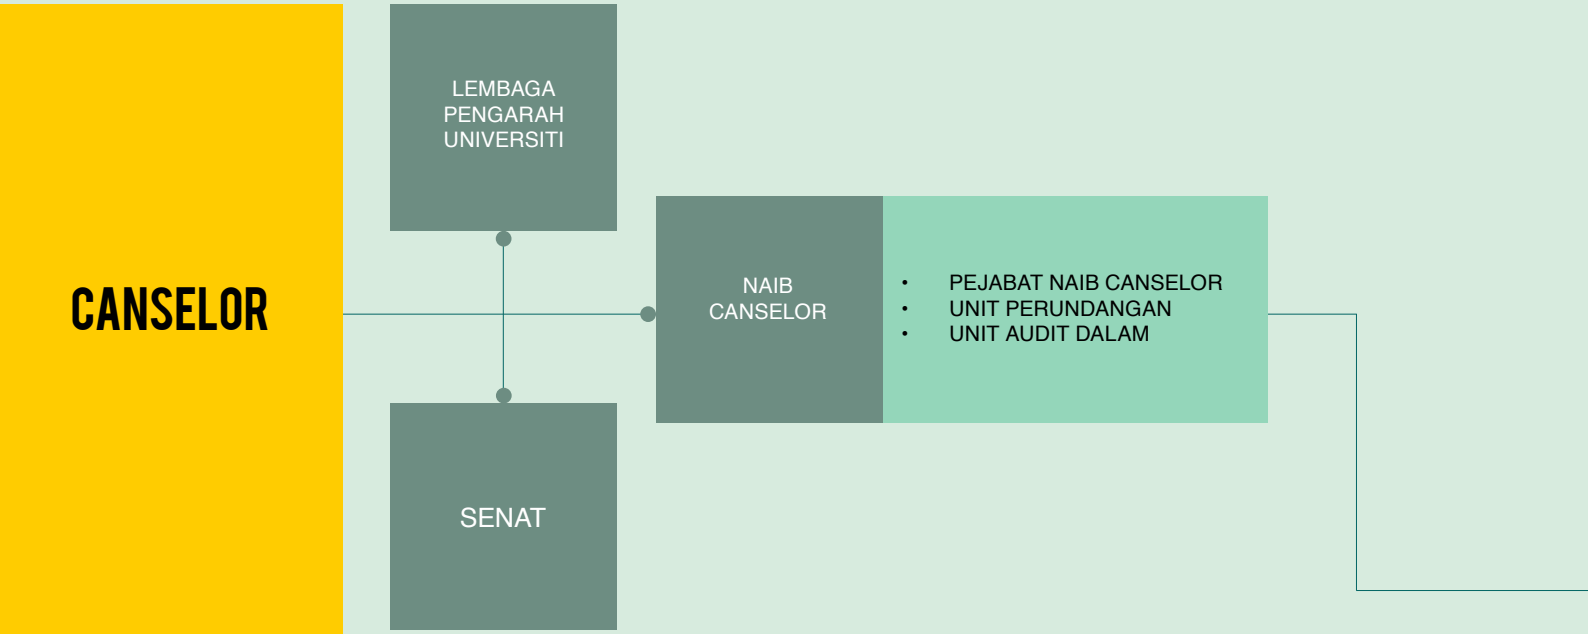 CANSELOR
LEMBAGA
PENGARAH
UNIVERSITI
SENAT
NAIB
CANSELOR
• PEJABAT NAIB CANSELOR
• UNIT PERUNDANGAN
• UNIT AUDIT DALAM